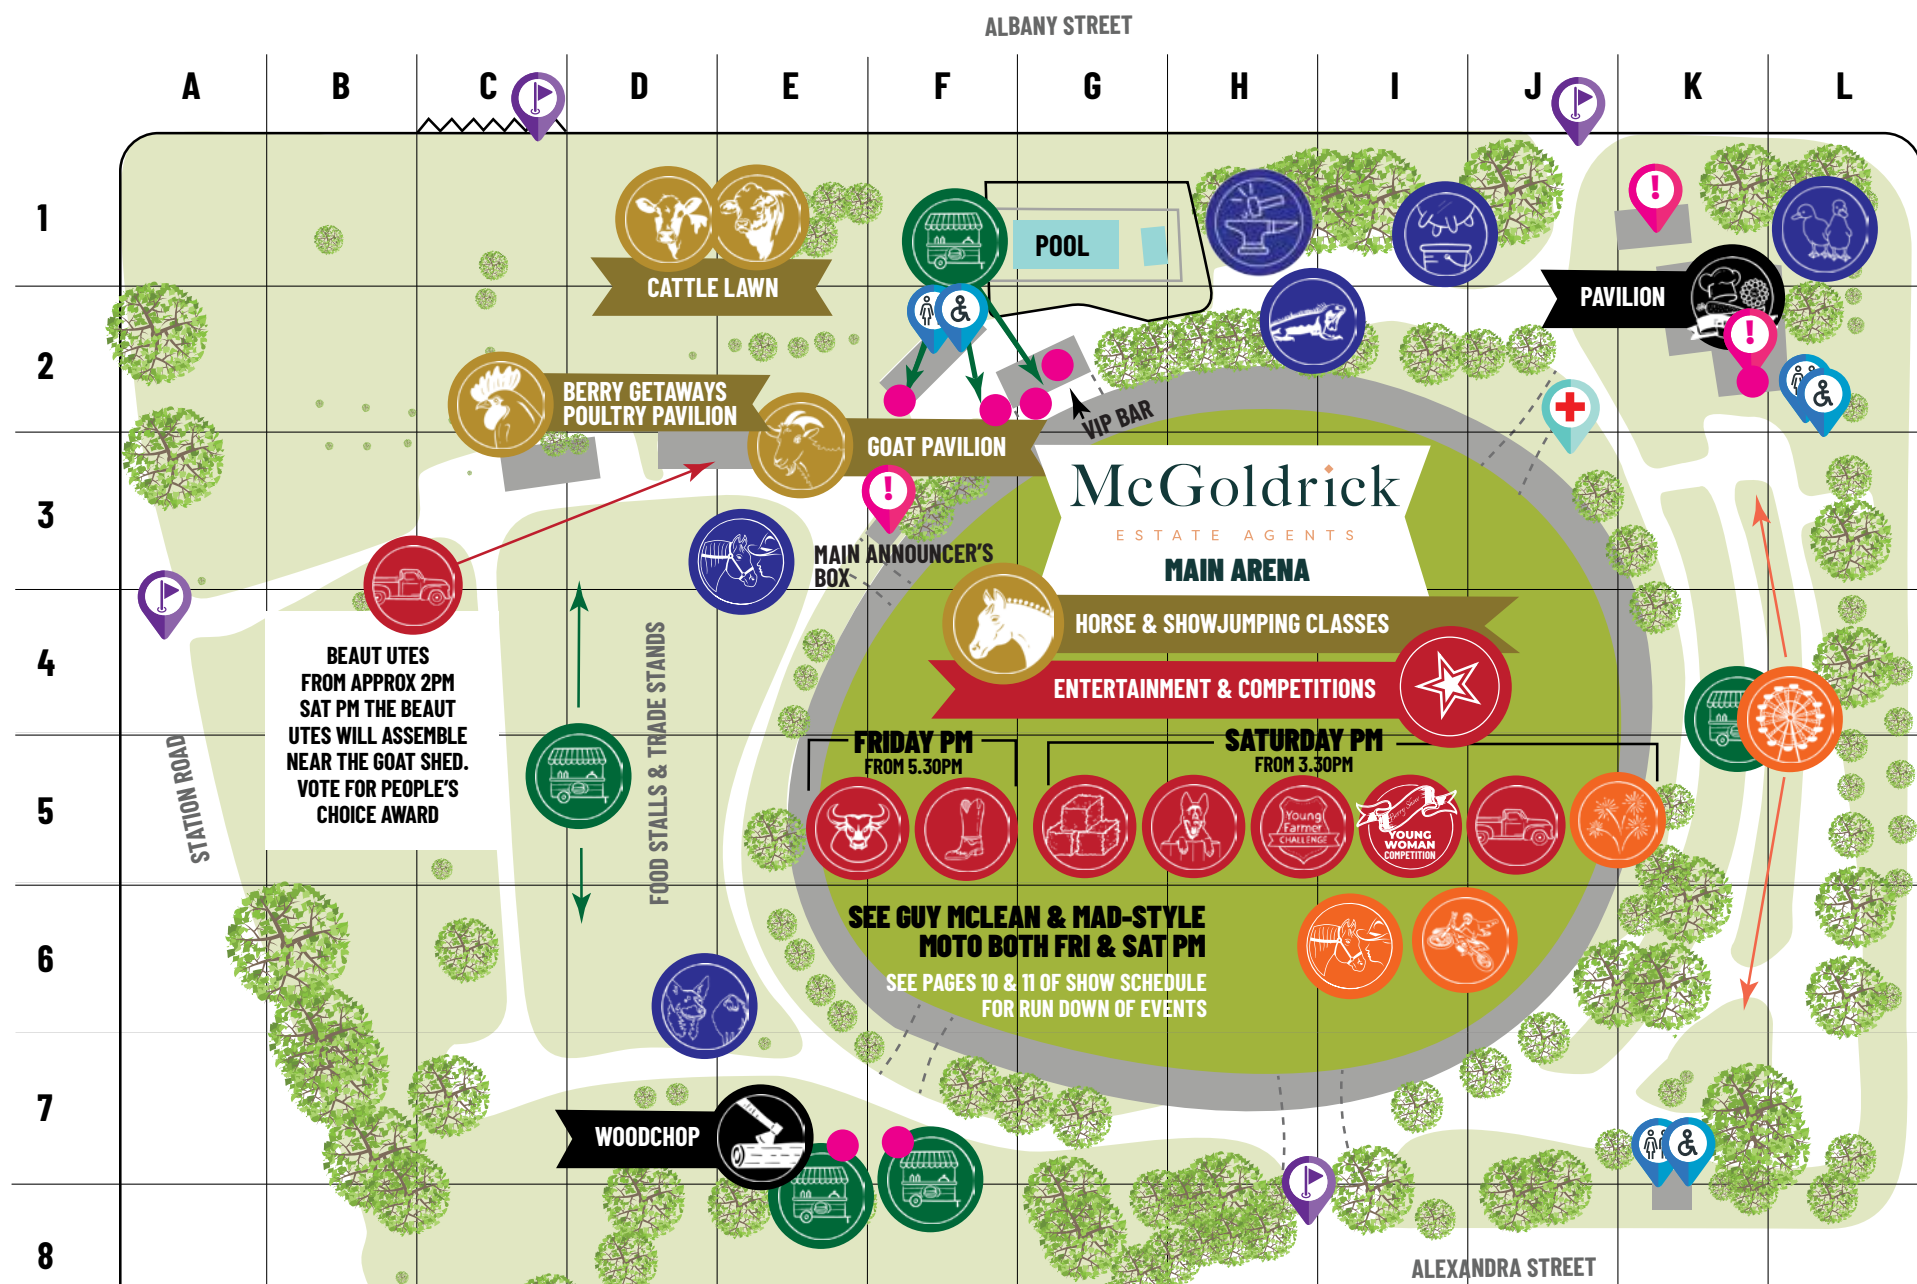 ALBANY STREET
A B C D E F G H I J K L
1
2
3
4
5
6
7
8
POOL
CATTLE LAWN
PAVILION
BERRY GETAWAYS
POULTRY PAVILION
GOAT PAVILION
VIP BAR
McGoldrick
ESTATE AGENTS
MAIN ARENA
MAIN ANNOUNCER'S
BOX
HORSE & SHOWJUMPING CLASSES
ENTERTAINMENT & COMPETITIONS
BEAUT UTES
FROM APPROX 2PM
SAT PM THE BEAUT
UTES WILL ASSEMBLE
NEAR THE GOAT SHED.
VOTE FOR PEOPLE'S
CHOICE AWARD
STATION ROAD
FOOD STALLS & TRADE STANDS
FRIDAY PM
FROM 5.30PM
SATURDAY PM
FROM 3.30PM
Young
Farmer
CHALLENGE
YOUNG
WOMAN
COMPETITION
SEE GUY MCLEAN & MAD-STYLE
MOTO BOTH FRI & SAT PM
SEE PAGES 10 & 11 OF SHOW SCHEDULE
FOR RUN DOWN OF EVENTS
WOODCHOP
ALEXANDRA STREET